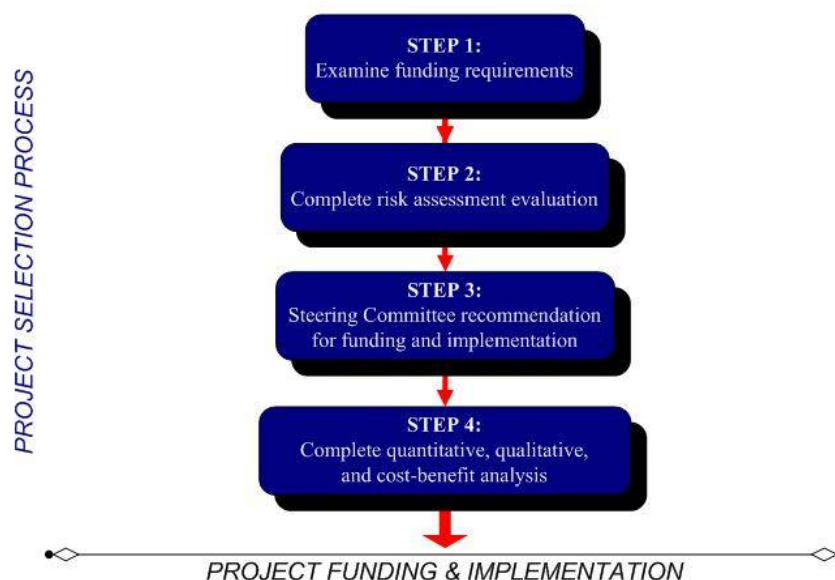 PROJECT SELECTION PROCESS
STEP 1:
Examine funding requirements
STEP 2:
Complete risk assessment evaluation
STEP 3:
Steering Committee recommendation
for funding and implementation
STEP 4:
Complete quantitative, qualitative,
and cost-benefit analysis
PROJECT FUNDING & IMPLEMENTATION